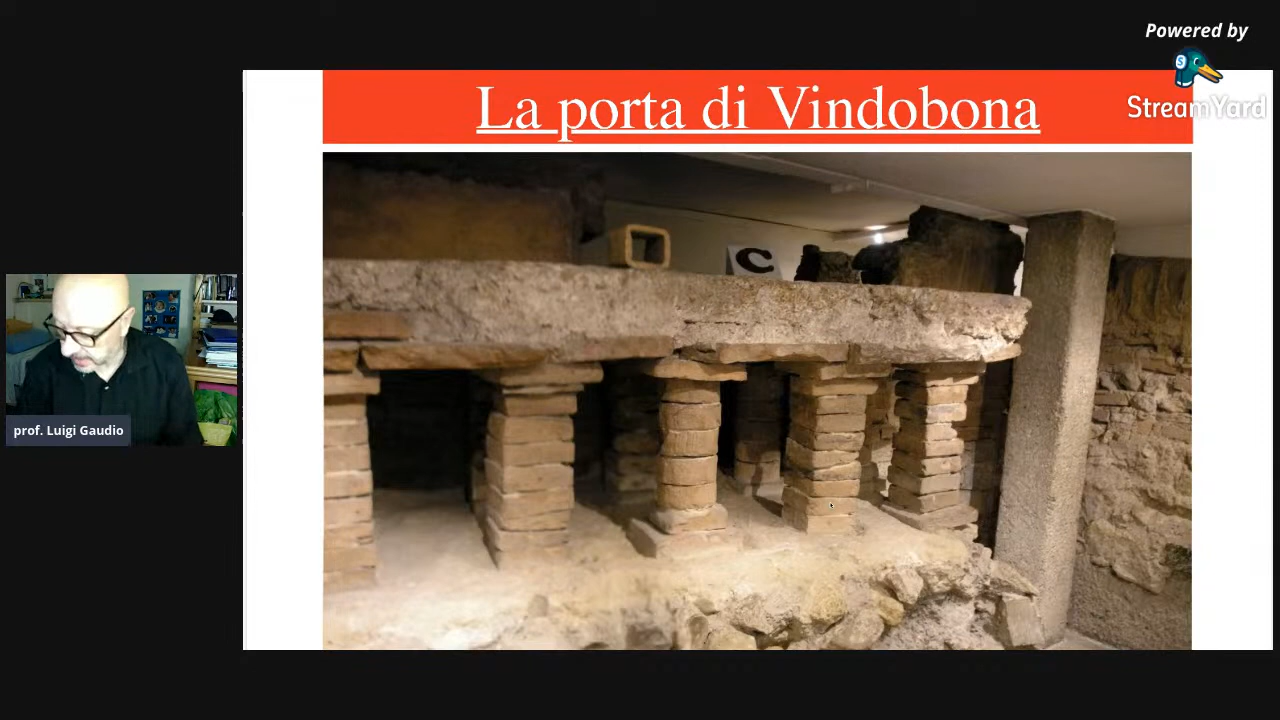 Powered by
StreamYard
La porta di Vindobona
C
prof. Luigi Gaudio